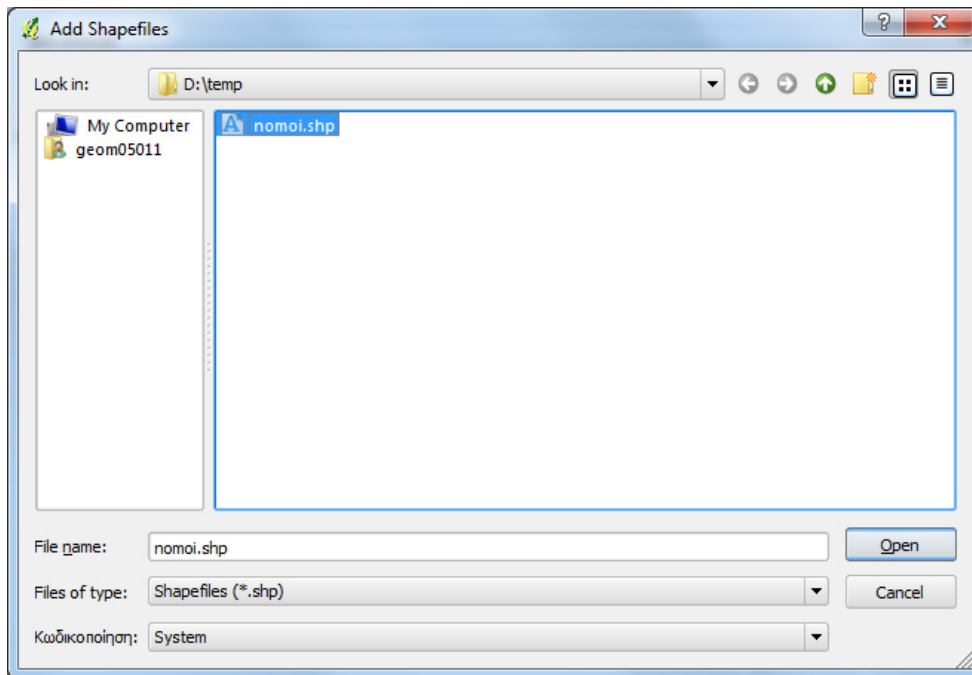 Add Shapefiles
Look in: D:\temp
My Computer
geom05011
nomoi.shp
File name: nomoi.shp
Open
Files of type: Shapefiles (*.shp)
Cancel
Κωδικοποίηση: System